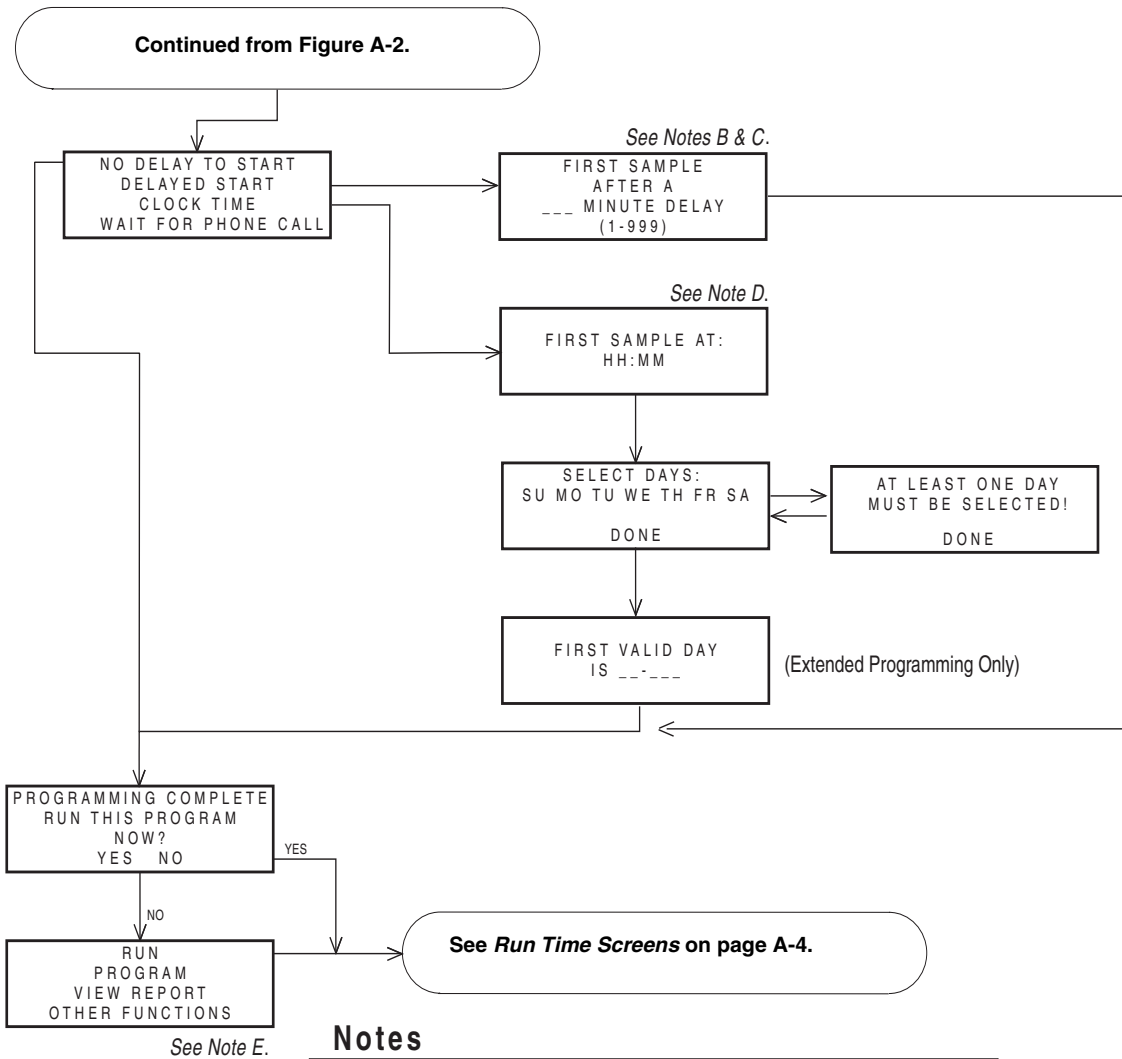 Continued from Figure A-2.
NO DELAY TO START
DELAYED START
CLOCK TIME
WAIT FOR PHONE CALL
See Notes B & C.
FIRST SAMPLE
AFTER A
___ MINUTE DELAY
(1-999)
See Note D.
FIRST SAMPLE AT:
HH:MM
SELECT DAYS:
SU MO TU WE TH FR SA
DONE
AT LEAST ONE DAY
MUST BE SELECTED!
DONE
FIRST VALID DAY
IS __-___
(Extended Programming Only)
PROGRAMMING COMPLETE
RUN THIS PROGRAM
NOW?
YES NO
YES
NO
RUN
PROGRAM
VIEW REPORT
OTHER FUNCTIONS
See Run Time Screens on page A-4.
See Note E.
Notes